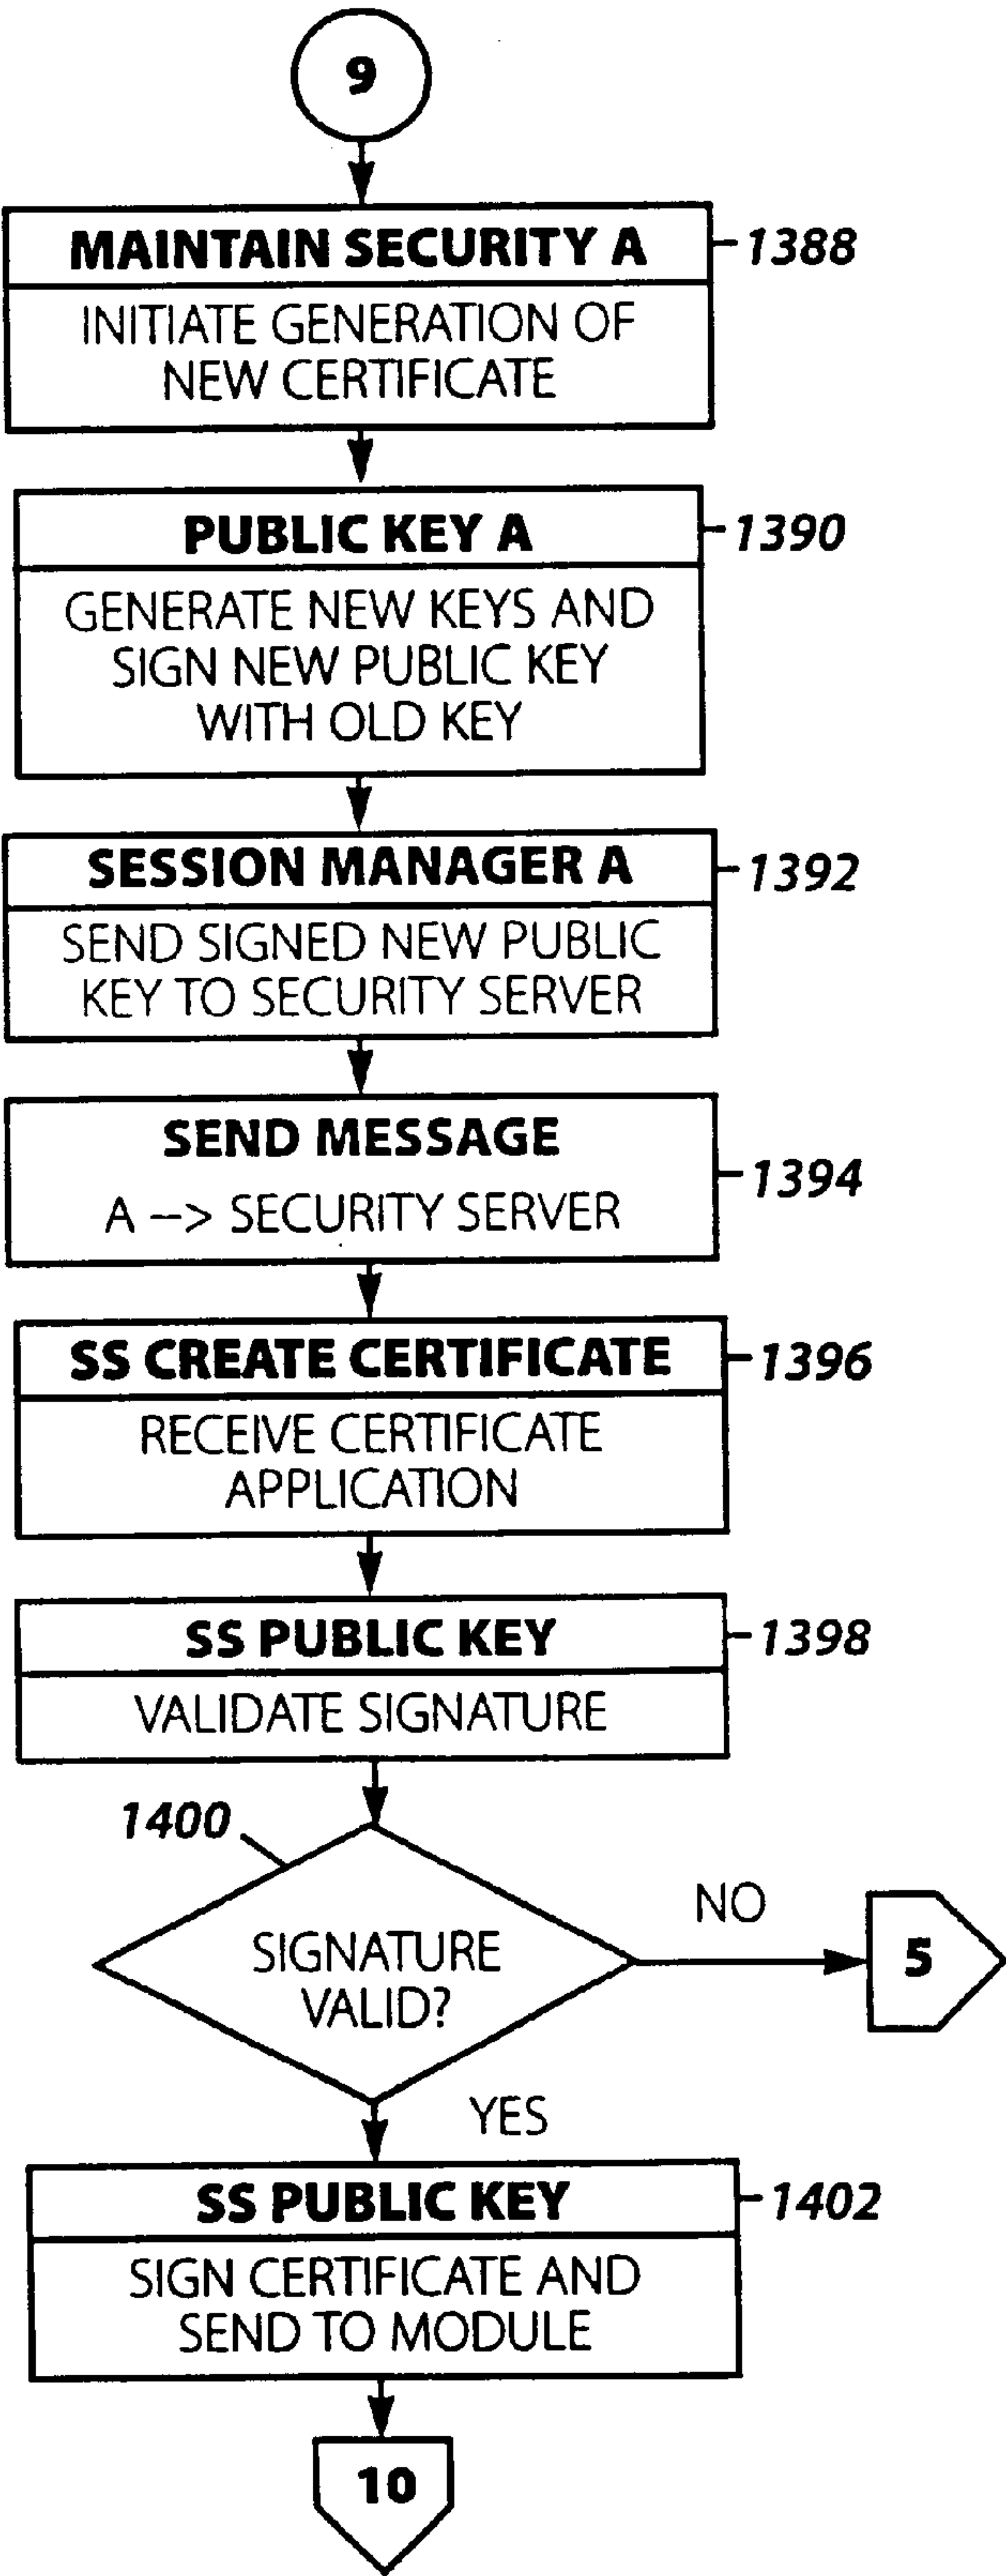 9
MAINTAIN SECURITY A
1388
INITIATE GENERATION OF
NEW CERTIFICATE
PUBLIC KEY A
1390
GENERATE NEW KEYS AND
SIGN NEW PUBLIC KEY
WITH OLD KEY
SESSION MANAGER A
1392
SEND SIGNED NEW PUBLIC
KEY TO SECURITY SERVER
SEND MESSAGE
1394
A --> SECURITY SERVER
SS CREATE CERTIFICATE
1396
RECEIVE CERTIFICATE
APPLICATION
SS PUBLIC KEY
1398
VALIDATE SIGNATURE
1400
SIGNATURE
VALID?
NO
5
YES
SS PUBLIC KEY
1402
SIGN CERTIFICATE AND
SEND TO MODULE
10